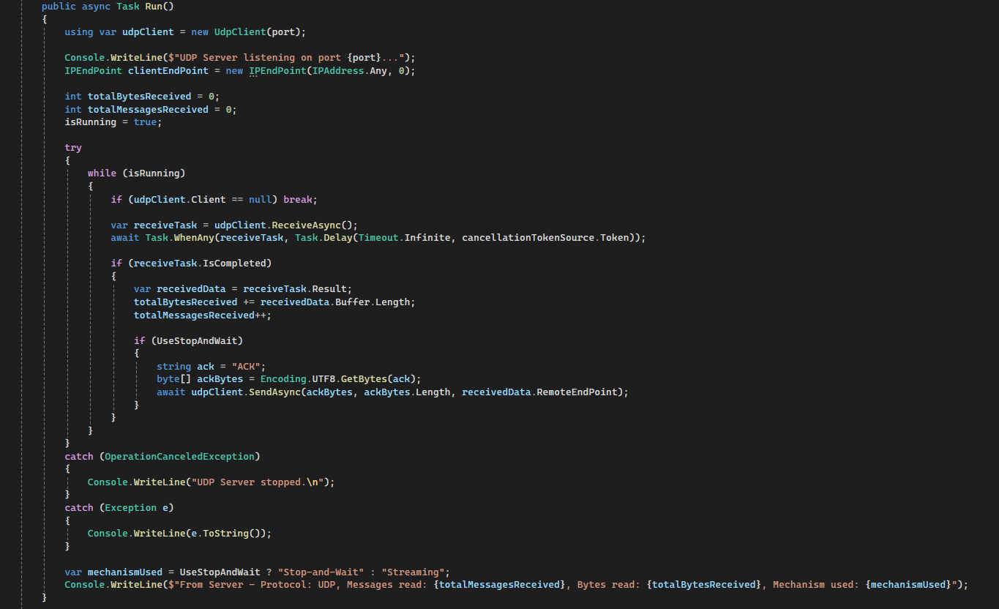 public async Task Run()
{
using var udpClient = new UdpClient(port);
Console.WriteLine($"UDP Server listening on port {port}...");
IPEndPoint clientEndPoint = new IPEndPoint(IPAddress.Any, 0);
int totalBytesReceived = 0;
int totalMessagesReceived = 0;
isRunning = true;
try
{
while (isRunning)
{
if (udpClient.Client == null) break;
var receiveTask = udpClient.ReceiveAsync();
await Task.WhenAny(receiveTask, Task.Delay(Timeout.Infinite, cancellationTokenSource.Token));
if (receiveTask.IsCompleted)
{
var receivedData = receiveTask.Result;
totalBytesReceived += receivedData.Buffer.Length;
totalMessagesReceived++;
if (UseStopAndWait)
{
string ack = "ACK";
byte[] ackBytes = Encoding.UTF8.GetBytes(ack);
await udpClient.SendAsync(ackBytes, ackBytes.Length, receivedData.RemoteEndPoint);
}
}
}
}
catch (OperationCanceledException)
{
Console.WriteLine("UDP Server stopped.\n");
}
catch (Exception e)
{
Console.WriteLine(e.ToString());
}
var mechanismUsed = UseStopAndWait ? "Stop-and-Wait" : "Streaming";
Console.WriteLine($"From Server - Protocol: UDP, Messages read: {totalMessagesReceived}, Bytes read: {totalBytesReceived}, Mechanism used: {mechanismUsed}");
}